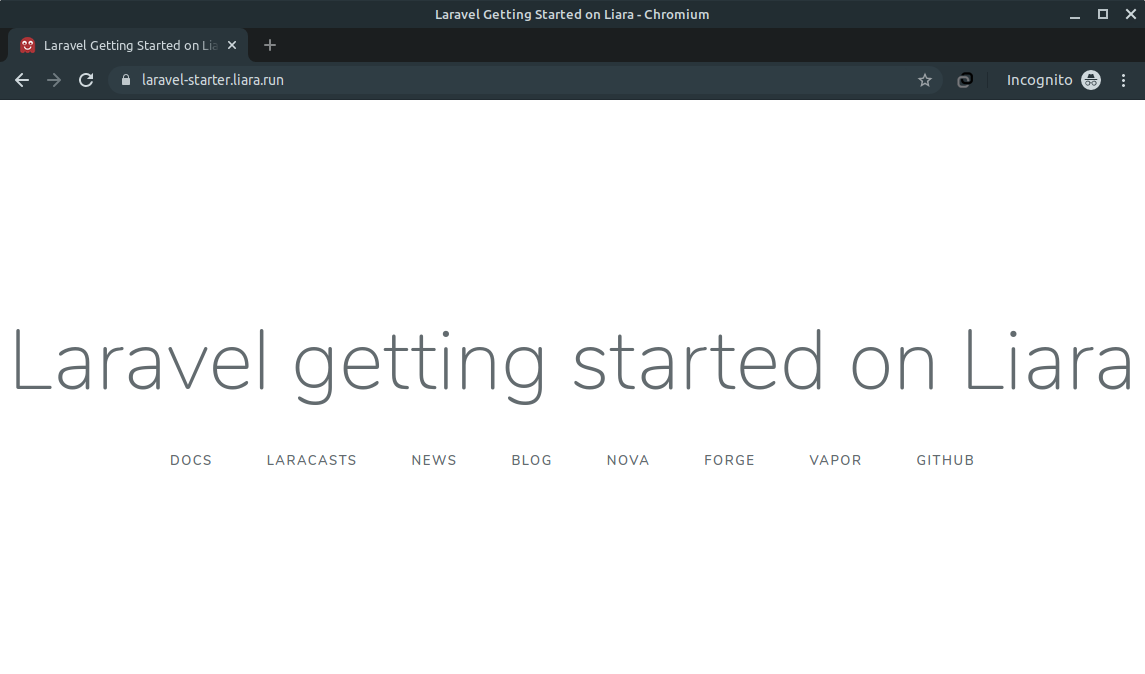 Laravel Getting Started on Liara - Chromium
Laravel Getting Started on Lia
laravel-starter.liara.run Incognito
Laravel getting started on Liara
DOCS LARACASTS NEWS BLOG NOVA FORGE VAPOR GITHUB